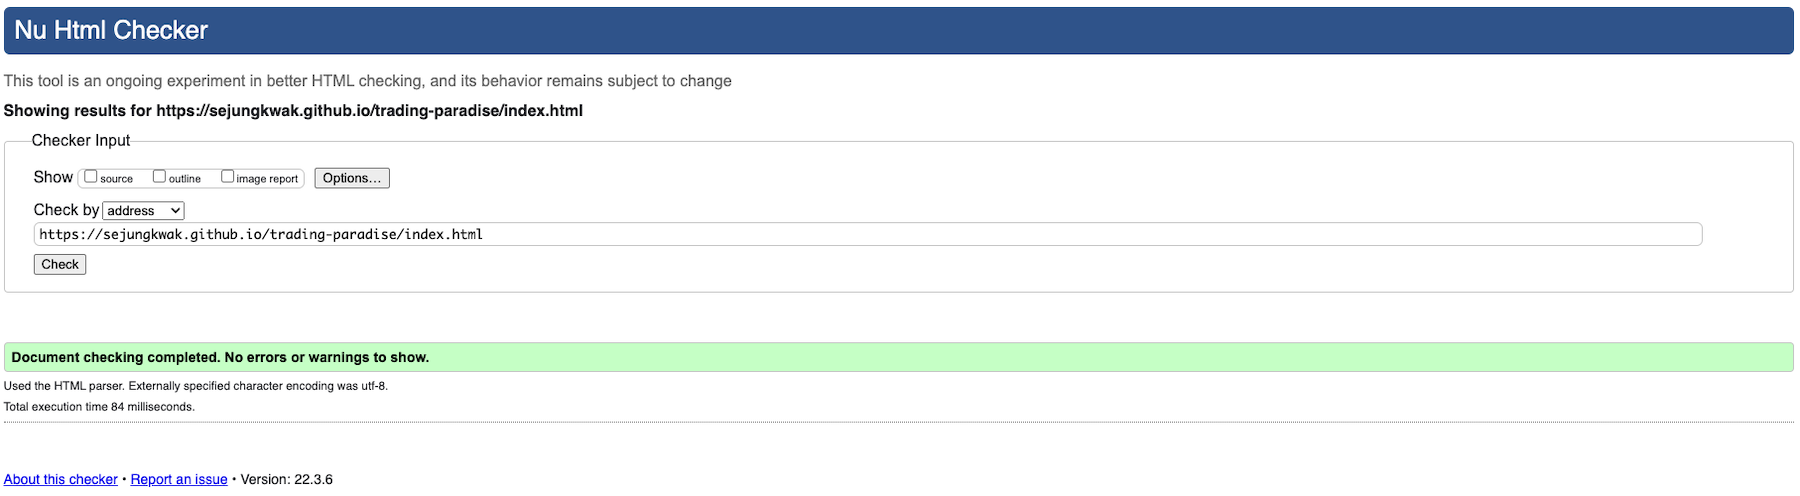 Nu Html Checker
This tool is an ongoing experiment in better HTML checking, and its behavior remains subject to change
Showing results for https://sejungkwak.github.io/trading-paradise/index.html
Checker Input
Show source outline image report Options...
Check by address
https://sejungkwak.github.io/trading-paradise/index.html
Check
Document checking completed. No errors or warnings to show.
Used the HTML parser. Externally specified character encoding was utf-8.
Total execution time 84 milliseconds.
About this checker • Report an issue • Version: 22.3.6